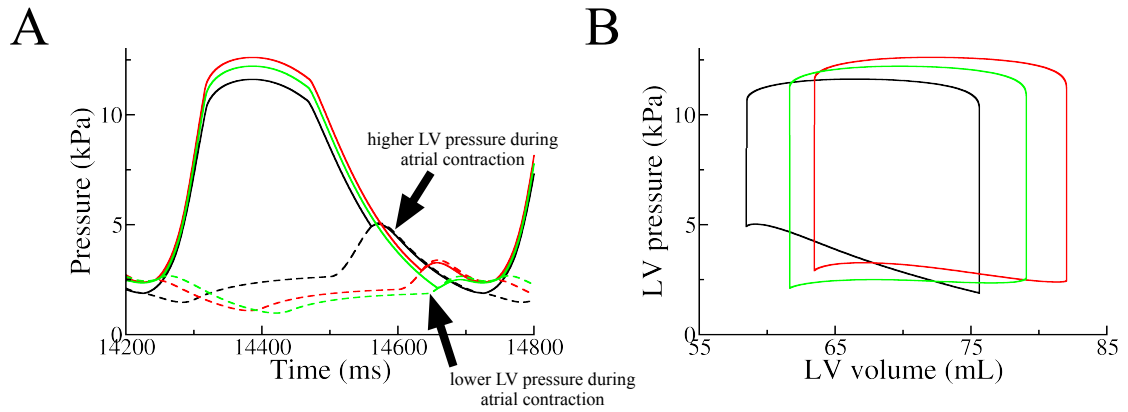 A
B
Pressure (kPa)
10
5
0
higher LV pressure during
atrial contraction
14200
14400
14600
14800
Time (ms)
lower LV pressure during
atrial contraction
LV pressure (kPa)
10
5
0
55
65
75
85
LV volume (mL)